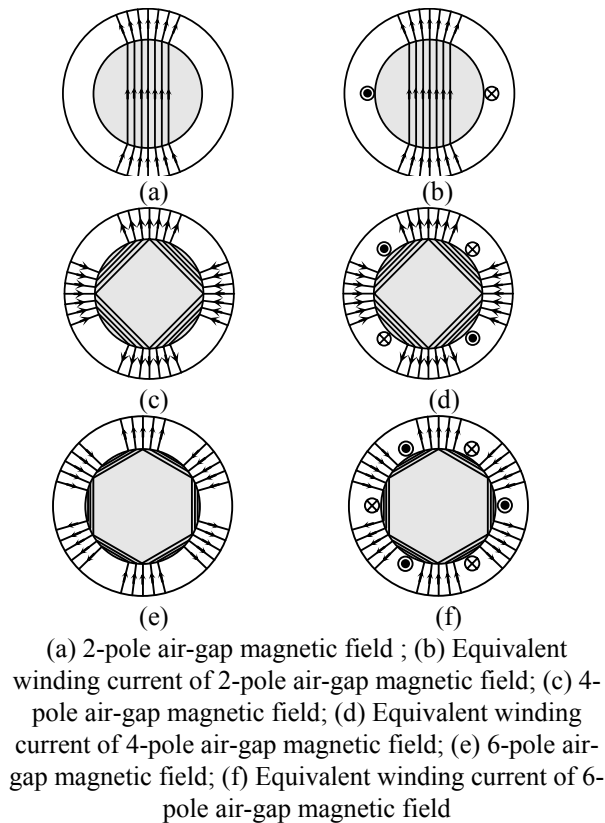 (a) (b)
(c) (d)
(e) (f)
(a) 2-pole air-gap magnetic field ; (b) Equivalent
winding current of 2-pole air-gap magnetic field; (c) 4-
pole air-gap magnetic field; (d) Equivalent winding
current of 4-pole air-gap magnetic field; (e) 6-pole air-
gap magnetic field; (f) Equivalent winding current of 6-
pole air-gap magnetic field